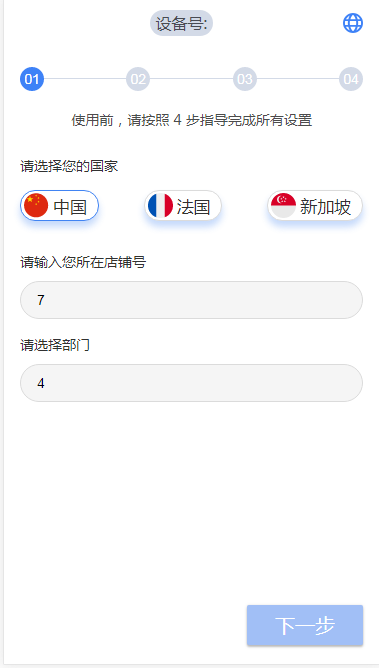 设备号:
01 02 03 04
使用前，请按照 4 步指导完成所有设置
请选择您的国家
中国 法国 新加坡
请输入您所在店铺号
7
请选择部门
4
下一步